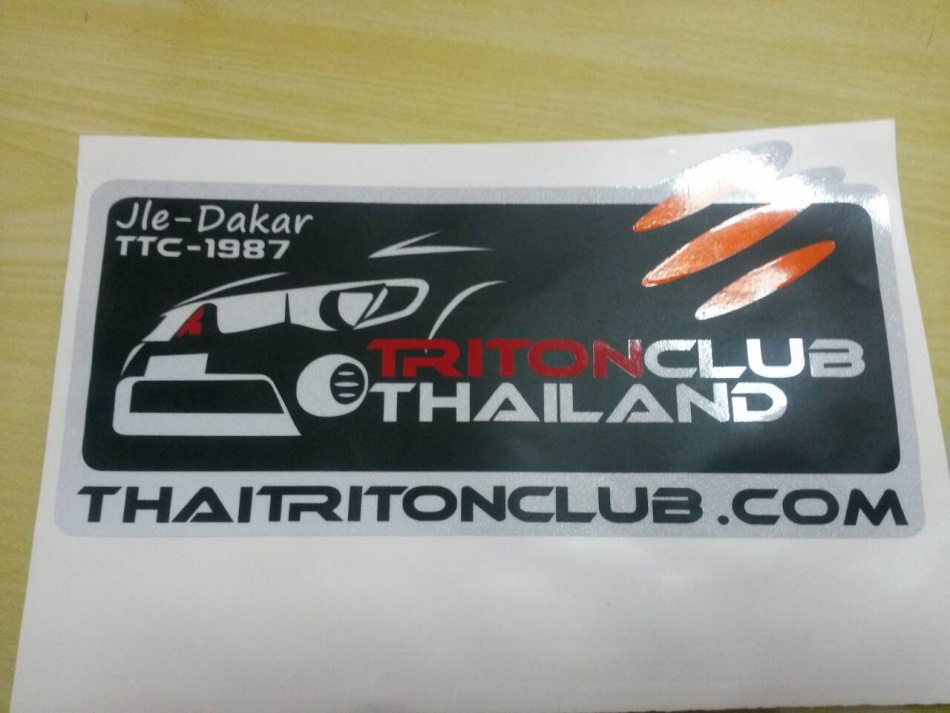 Jle-Dakar
TTC-1987
TRITONCLUB
THAILAND
THAITRITONCLUB.COM